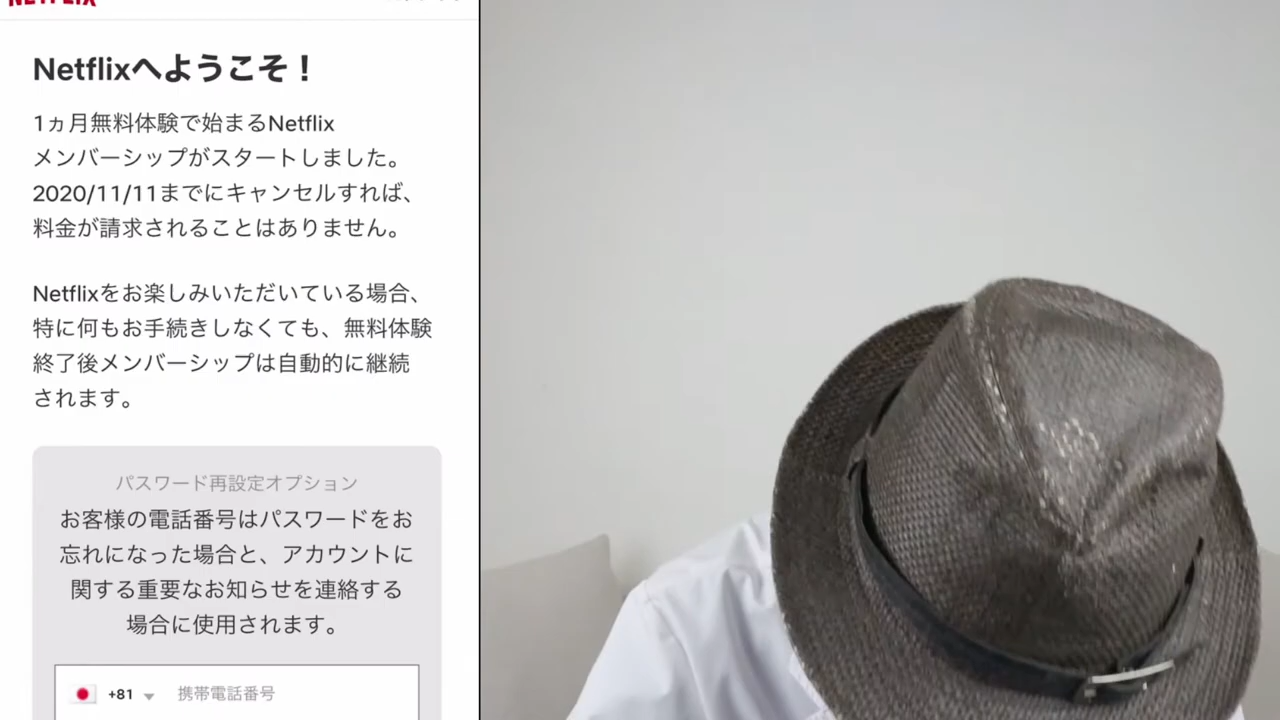 NETFLIX
Netflixへようこそ！
1ヵ月無料体験で始まるNetflix
メンバーシップがスタートしました。
2020/11/11までにキャンセルすれば、
料金が請求されることはありません。
Netflixをお楽しみいただいている場合、
特に何もお手続きしなくても、無料体験
終了後メンバーシップは自動的に継続
されます。
パスワード再設定オプション
お客様の電話番号はパスワードをお
忘れになった場合と、アカウントに
関する重要なお知らせを連絡する
場合に使用されます。
+81 携帯電話番号